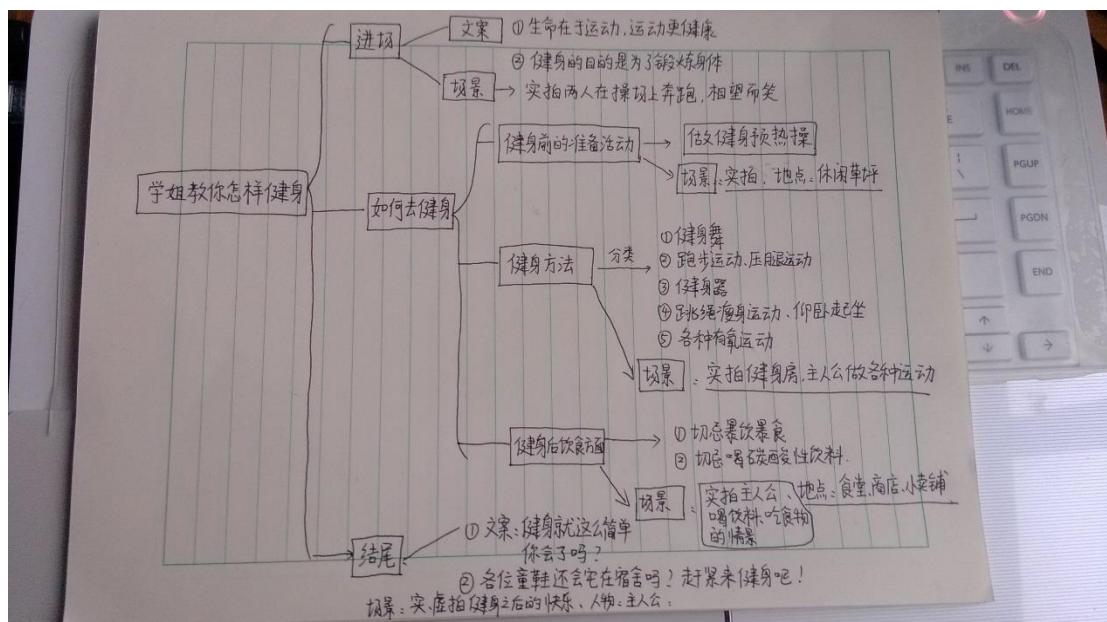 学姐教你怎样健身
进场
文案
① 生命在于运动,运动更健康
② 健身的目的是为了锻炼身体
场景
实拍两人在操场上奔跑,相望而笑
如何去健身
健身前的准备活动
做健身预热操
场景:实拍、地点:休闲草坪
健身方法
分类
① 健身舞
② 跑步运动、压腿运动
③ 健身器
④ 跳绳瘦身运动、仰卧起坐
⑤ 各种有氧运动
场景:实拍健身房,主人公做各种运动
健身后饮食方面
① 切忌暴饮暴食
② 切忌喝碳酸性饮料.
场景:
实拍主人公、地点:食堂、商店、小卖铺
喝饮料、吃食物
的情景
结尾
① 文案:健身就这么简单
你会了吗?
② 各位童鞋还会宅在宿舍吗?赶紧来健身吧!
场景:实、虚拍健身之后的快乐、人物:主人公:
INS
DEL
HOME
PGUP
PGDN
END